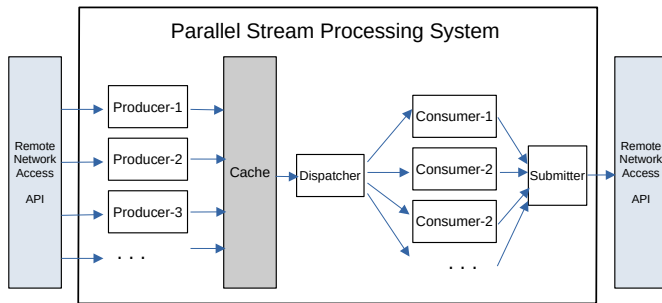 Parallel Stream Processing System
Remote
Network
Access
API
Producer-1
Producer-2
Producer-3
. . .
Cache
Dispatcher
Consumer-1
Consumer-2
Consumer-2
. . .
Submitter
Remote
Network
Access
API